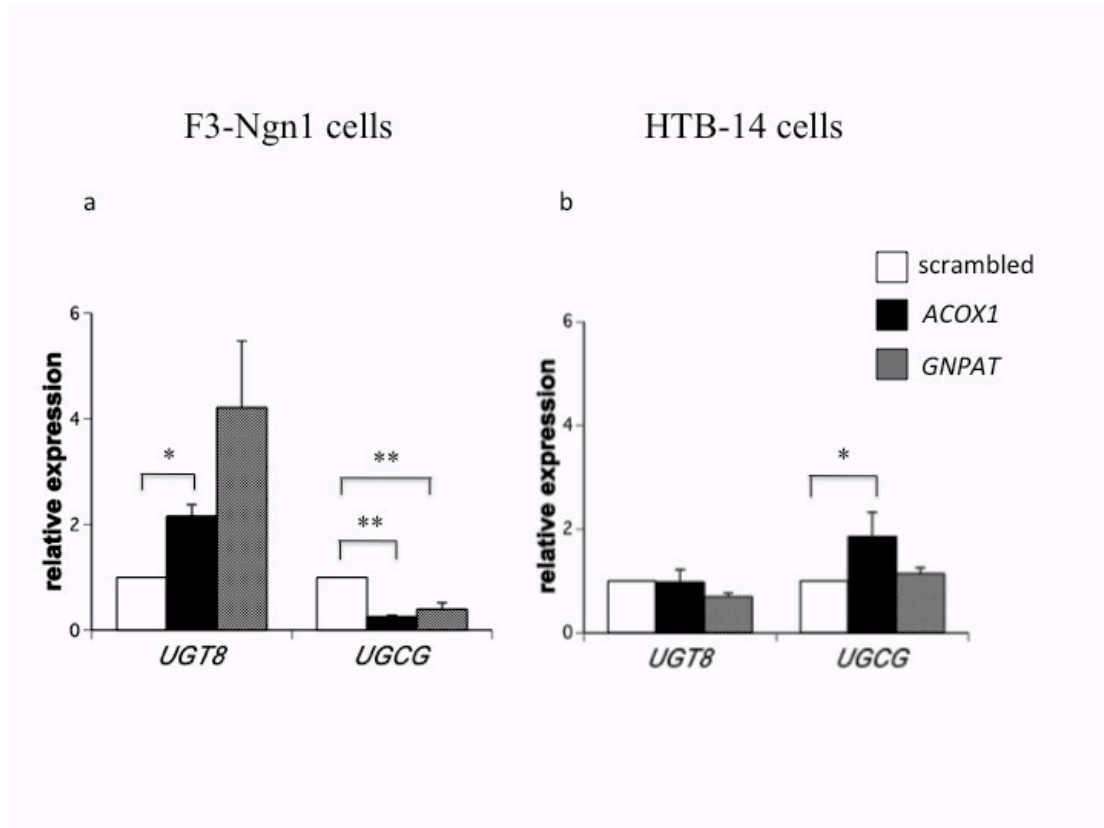 F3-Ngn1 cells
HTB-14 cells
a
b
scrambled
ACOX1
GNPAT
relative expression
6
4
2
0
*
**
**
UGT8
UGCG
relative expression
6
4
2
0
*
UGT8
UGCG